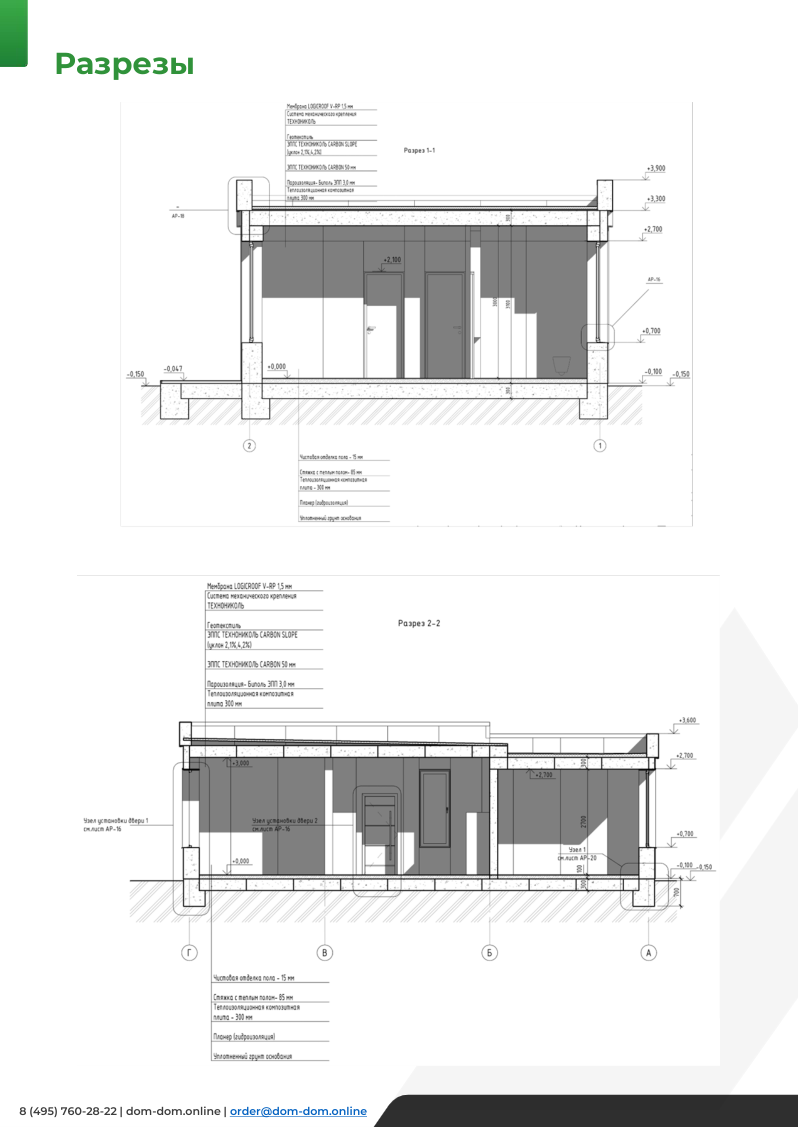 Разрезы
Мембрана LOGICROOF V-RP 1,5 мм
Система механического крепления
ТЕХНОНИКОЛЬ
Геотекстиль
ЭППС ТЕХНОНИКОЛЬ CARBON SLOPE
(уклон 2,1%,4,2%)
ЭППС ТЕХНОНИКОЛЬ CARBON 50 мм
Пароизоляция- Биполь ЭПП 3,0 мм
Теплоизоляционная композитная
плита 300 мм
Разрез 1-1
+3,900
+3,300
АР-16
300
+2,700
+2,100
АР-16
3000
+0,700
-0,150
-0,047
+0,000
-0,100
-0,150
300
2
1
Чистовая отделка пола - 15 мм
Стяжка с теплым полом- 85 мм
Теплоизоляционная композитная
плита - 300 мм
Планер (гидроизоляция)
Уплотненный грунт основания
Мембрана LOGICROOF V-RP 1,5 мм
Система механического крепления
ТЕХНОНИКОЛЬ
Геотекстиль
ЭППС ТЕХНОНИКОЛЬ CARBON SLOPE
(уклон 2,1%,4,2%)
ЭППС ТЕХНОНИКОЛЬ CARBON 50 мм
Пароизоляция- Биполь ЭПП 3,0 мм
Теплоизоляционная композитная
плита 300 мм
Разрез 2-2
+3,600
+2,700
+3,000
300
+2,700
Узел установки двери 1
см.лист АР-16
Узел установки двери 2
см.лист АР-16
2700
+0,700
Узел 1
см.лист АР-20
+0,000
100
-0,100
-0,150
300
700
Г
В
Б
А
Чистовая отделка пола - 15 мм
Стяжка с теплым полом- 85 мм
Теплоизоляционная композитная
плита - 300 мм
Планер (гидроизоляция)
Уплотненный грунт основания
8 (495) 760-28-22 | dom-dom.online | order@dom-dom.online